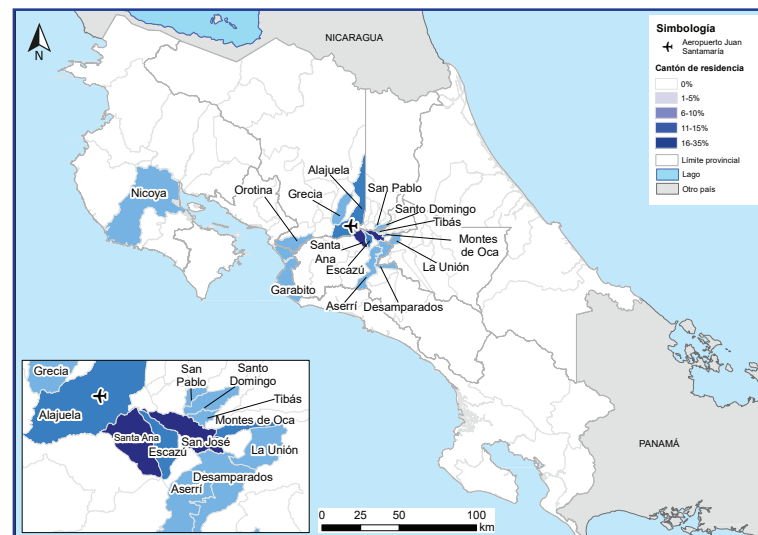 NICARAGUA
N
Simbología
Aeropuerto Juan
Santamaría
Cantón de residencia
0%
1-5%
6-10%
11-15%
16-35%
Límite provincial
Lago
Otro país
Alajuela
San Pablo
Nicoya
Orotina
Grecia
Santo Domingo
Tibás
Santa
Ana
Montes
de Oca
Escazú
La Unión
Garabito
Aserrí
Desamparados
PANAMÁ
Grecia
San
Pablo
Santo
Domingo
Tibás
Alajuela
Montes de Oca
Santa Ana
San José
Escazú
La Unión
Desamparados
Aserrí
0 25 50 100
km